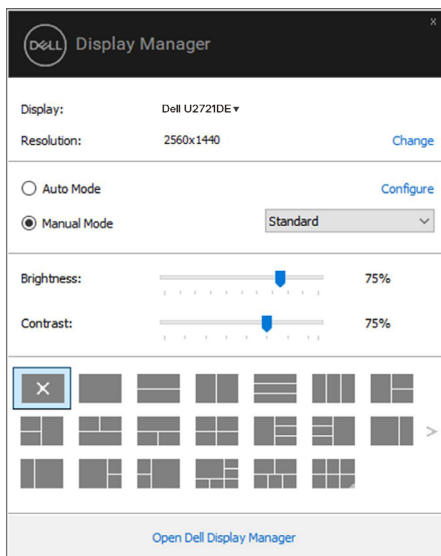 x
DELL Display Manager
Display: Dell U2721DE ▾
Resolution: 2560x1440 Change
Auto Mode Configure
Manual Mode Standard
Brightness: 75%
Contrast: 75%
Open Dell Display Manager